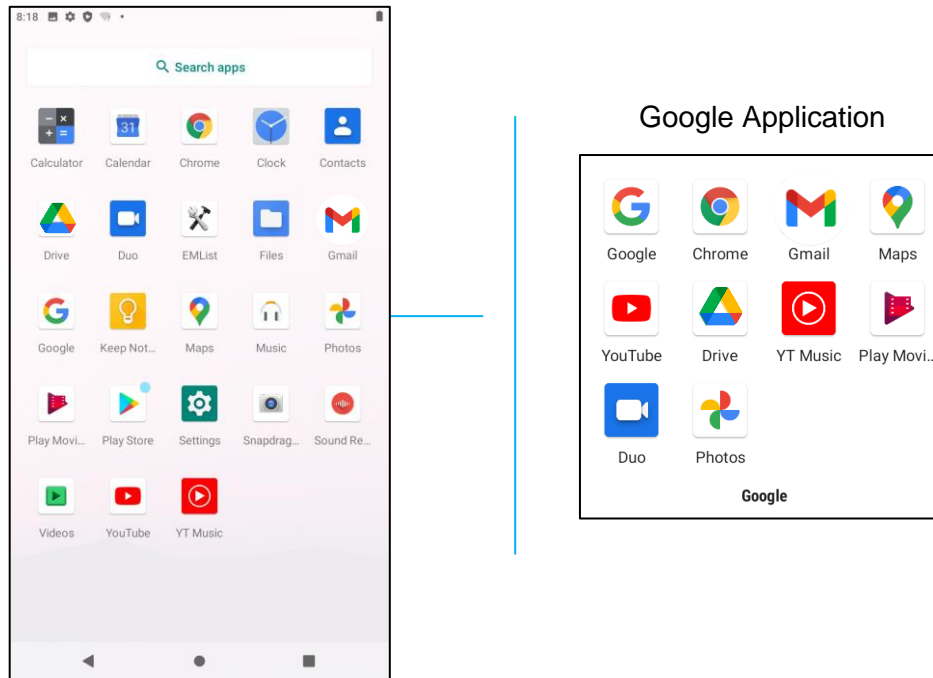 8:18
Search apps
31
Calculator Calendar Chrome Clock Contacts
Drive Duo EMList Files Gmail
Google Keep Not... Maps Music Photos
Play Movi... Play Store Settings Snapdrag... Sound Re...
Videos YouTube YT Music
Google Application
Google Chrome Gmail Maps
YouTube Drive YT Music Play Movi..
Duo Photos
Google